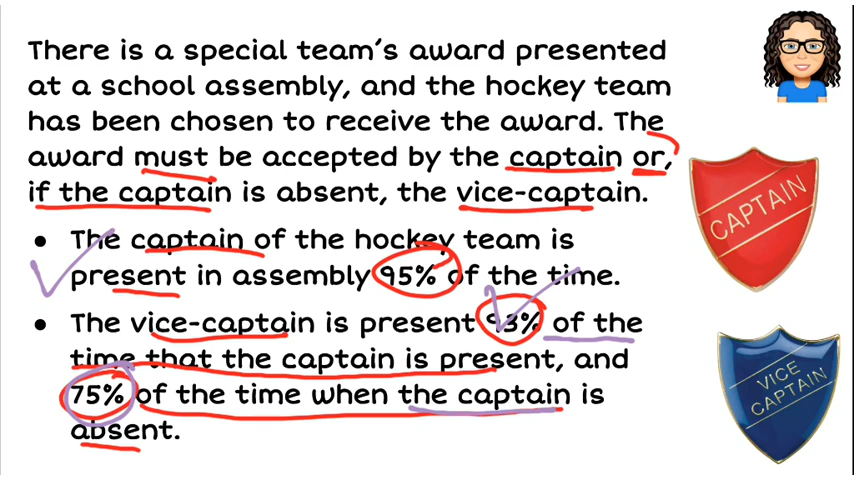 There is a special team's award presented
at a school assembly, and the hockey team
has been chosen to receive the award. The
award must be accepted by the captain or,
if the captain is absent, the vice-captain.
• The captain of the hockey team is
present in assembly 95% of the time.
• The vice-captain is present 93% of the
time that the captain is present, and
75% of the time when the captain is
absent.
CAPTAIN
VICE
CAPTAIN